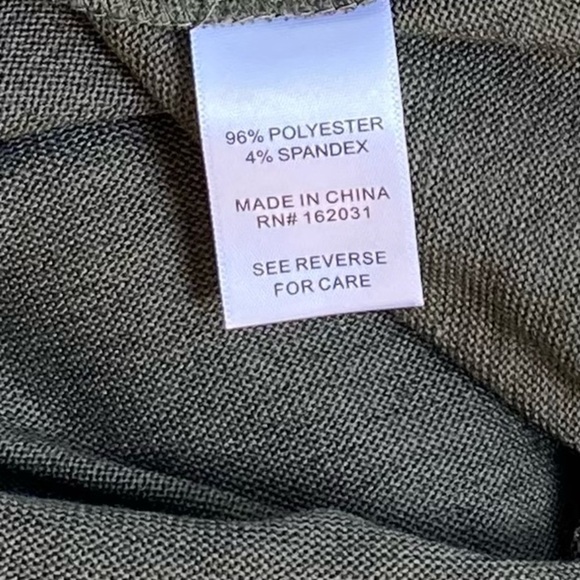 96% POLYESTER
4% SPANDEX
MADE IN CHINA
RN# 162031
SEE REVERSE
FOR CARE